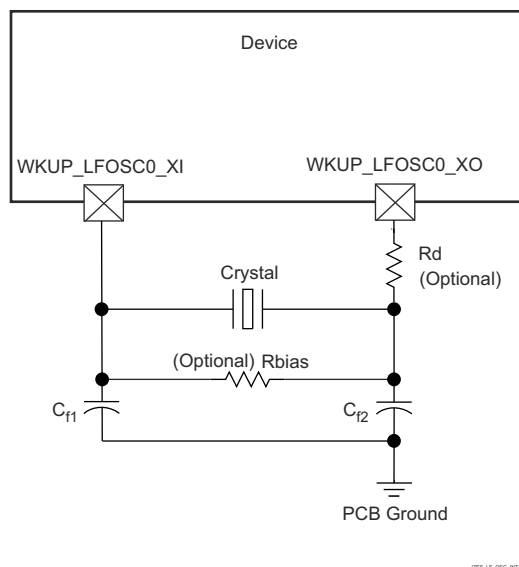 Device
WKUP_LFOSC0_XI
WKUP_LFOSC0_XO
Rd
(Optional)
Crystal
(Optional) Rbias
Cf1
Cf2
PCB Ground